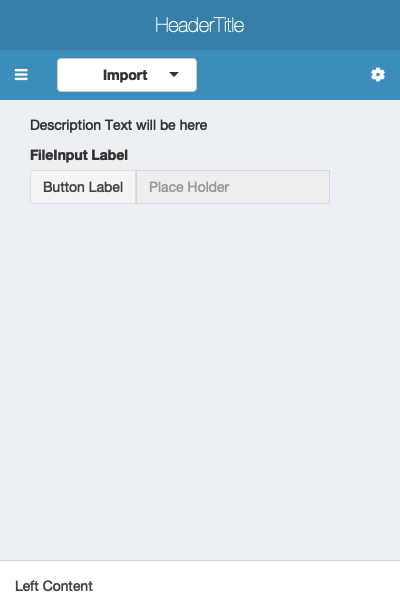 HeaderTitle
Import
Description Text will be here
FileInput Label
Button Label Place Holder
Left Content